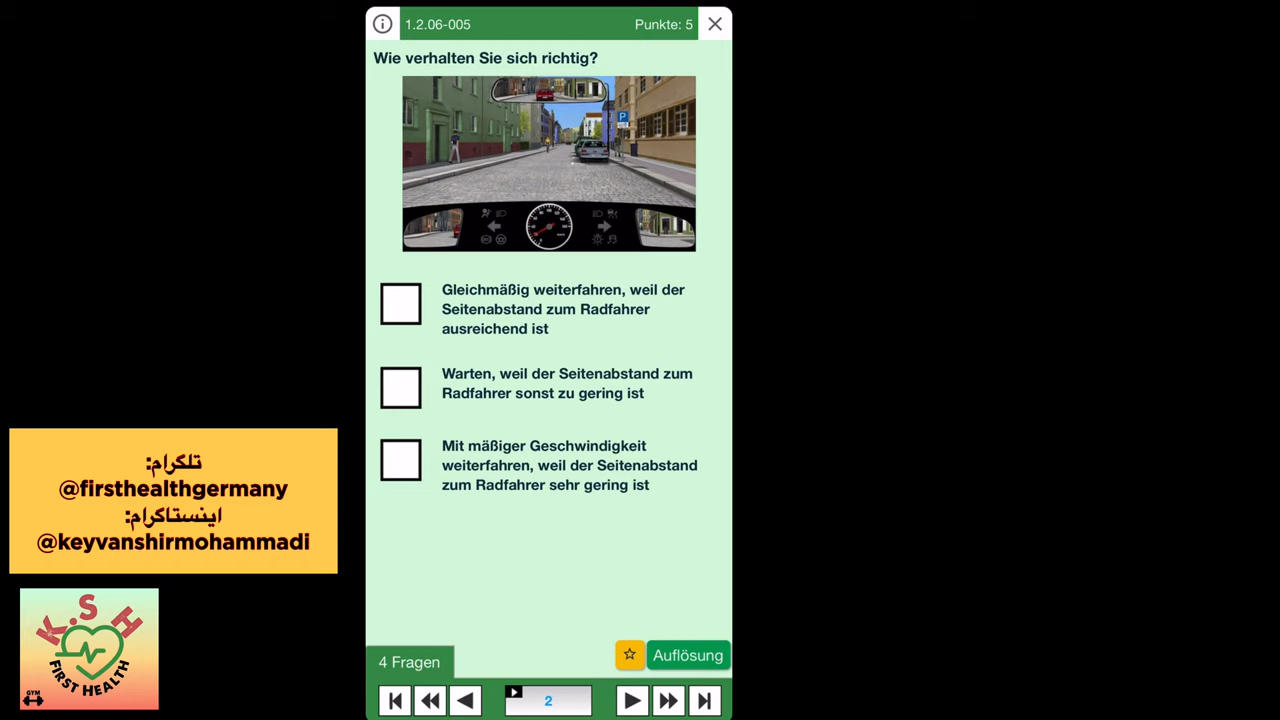 1.2.06-005
Punkte: 5
Wie verhalten Sie sich richtig?
P
Gleichmäßig weiterfahren, weil der
Seitenabstand zum Radfahrer
ausreichend ist
Warten, weil der Seitenabstand zum
Radfahrer sonst zu gering ist
Mit mäßiger Geschwindigkeit
weiterfahren, weil der Seitenabstand
zum Radfahrer sehr gering ist
تلگرام:
@firsthealthgermany
اینستاگرام:
@keyvanshirmohammadi
K.SH
FIRST HEALTH
GYM
4 Fragen
Auflösung
2